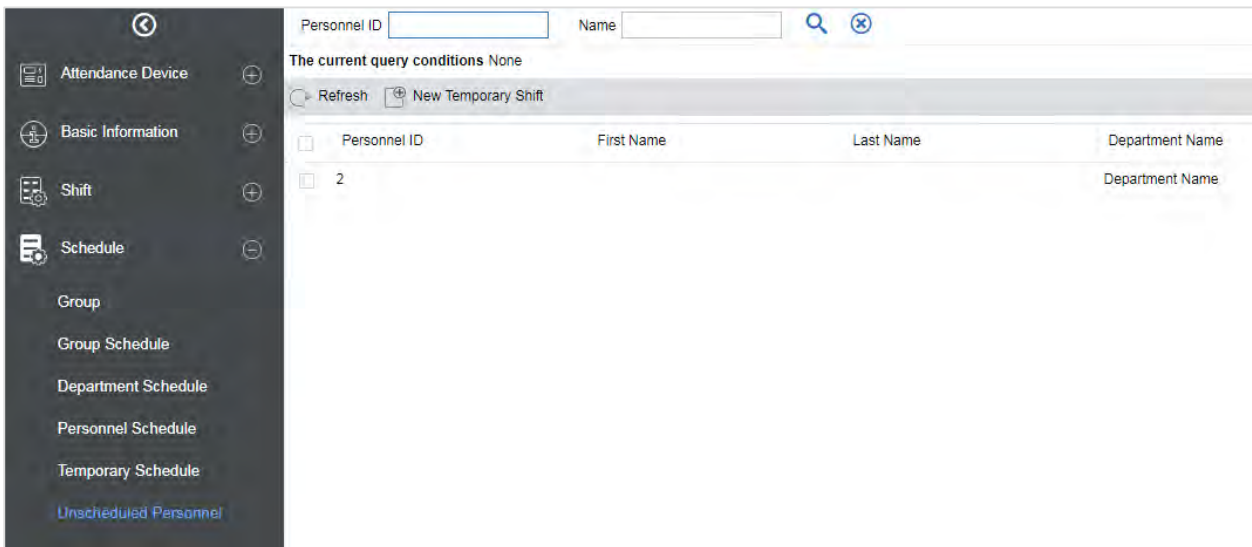 Personnel ID Name
The current query conditions None
Refresh New Temporary Shift
Personnel ID First Name Last Name Department Name
2 Department Name
Attendance Device
Basic Information
Shift
Schedule
Group
Group Schedule
Department Schedule
Personnel Schedule
Temporary Schedule
Unscheduled Personnel